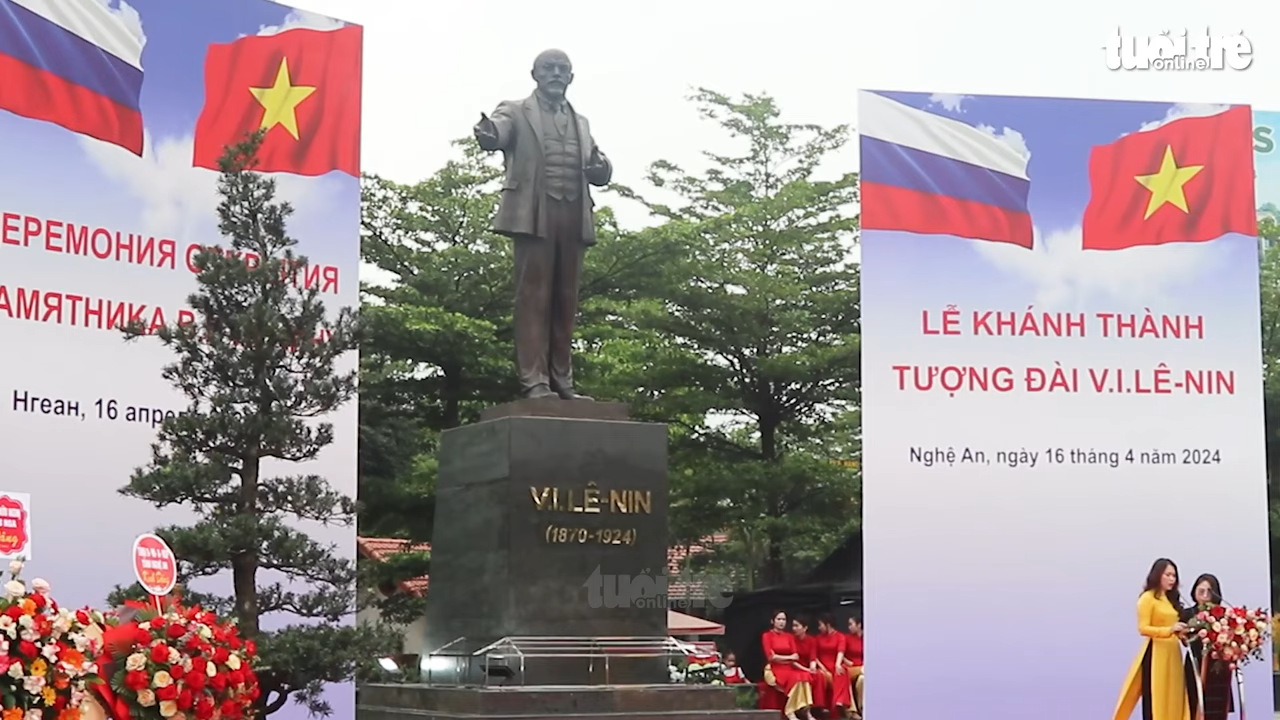 tuổi trẻ
online
ЕРЕМОНИЯ
АМЯТНИКА В
Нгеан, 16 апре
LỄ KHÁNH THÀNH
TƯỢNG ĐÀI V.I.LÊ-NIN
Nghệ An, ngày 16 tháng 4 năm 2024
V.I.LÊ-NIN
(1870-1924)
tuổi trẻ
online